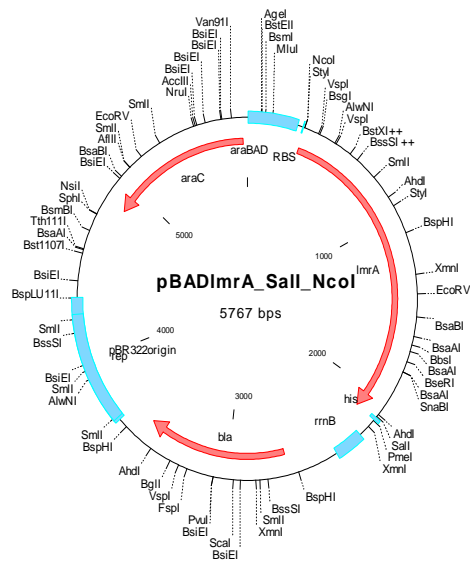 Van91I
BsiEI
BsiEI
BsiEI
BsiEI
AccIII
NruI
SmlI
EcoRV
SmlI
AflII
BsaBI
BsiEI
NsiI
SphI
BsmBI
BsaAI
Tth111I
Bst1107I
BsiEI
BspLU11I
SmlI
BssSI
BsiEI
SmlI
AlwNI
SmlI
BspHI
AhdI
BglI
VspI
FspI
PvuI
BsiEI
ScaI
BsiEI
AgeI
BstEII
BsmI
MluI
NcoI
StyI
VspI
BsgI
AlwNI
VspI
BstXI ++
BssSI ++
SmlI
AhdI
StyI
BspHI
XmnI
EcoRV
BsaBI
BsaAI
BbsI
BsaAI
BseRI
BsaAI
SnaBI
AhdI
SalI
PmeI
XmnI
BspHI
BssSI
SmlI
XmnI
araBAD
RBS
araC
lmrA
his
rrnB
bla
pBR322origin
rep
1000
2000
3000
4000
5000
pBADlmrA_SalI_NcoI
5767 bps